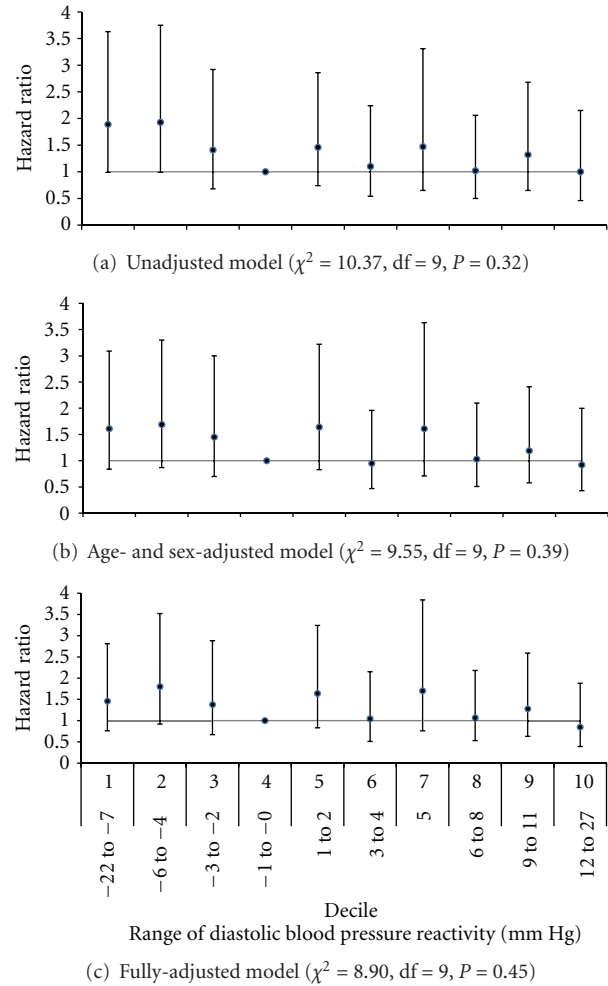 4
3.5
3
2.5
2
1.5
1
0.5
0
Hazard ratio
(a) Unadjusted model (χ² = 10.37, df = 9, P = 0.32)
4
3.5
3
2.5
2
1.5
1
0.5
0
Hazard ratio
(b) Age- and sex-adjusted model (χ² = 9.55, df = 9, P = 0.39)
4
3.5
3
2.5
2
1.5
1
0.5
0
Hazard ratio
1 2 3 4 5 6 7 8 9 10
−22 to −7
−6 to −4
−3 to −2
−1 to −0
1 to 2
3 to 4
5
6 to 8
9 to 11
12 to 27
Decile
Range of diastolic blood pressure reactivity (mm Hg)
(c) Fully-adjusted model (χ² = 8.90, df = 9, P = 0.45)